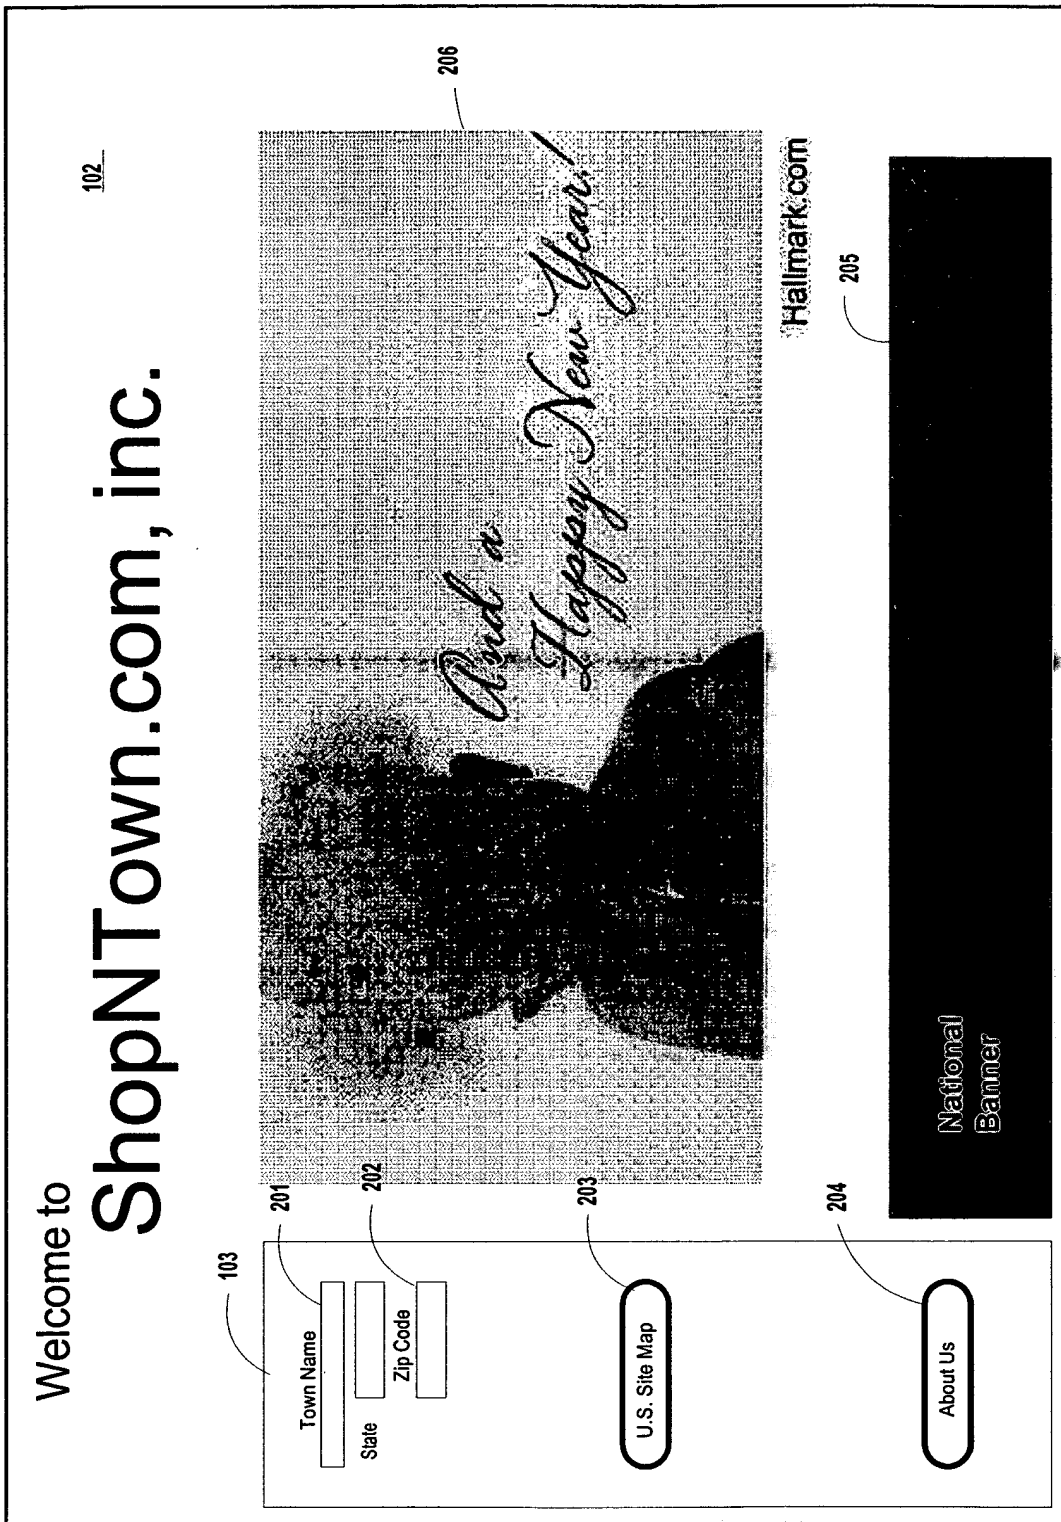 Welcome to
ShopNTown.com, inc.
102
103
Town Name
201
State
Zip Code
202
U.S. Site Map
203
About Us
204
And a
Happy New Year!
206
Hallmark.com
205
National
Banner